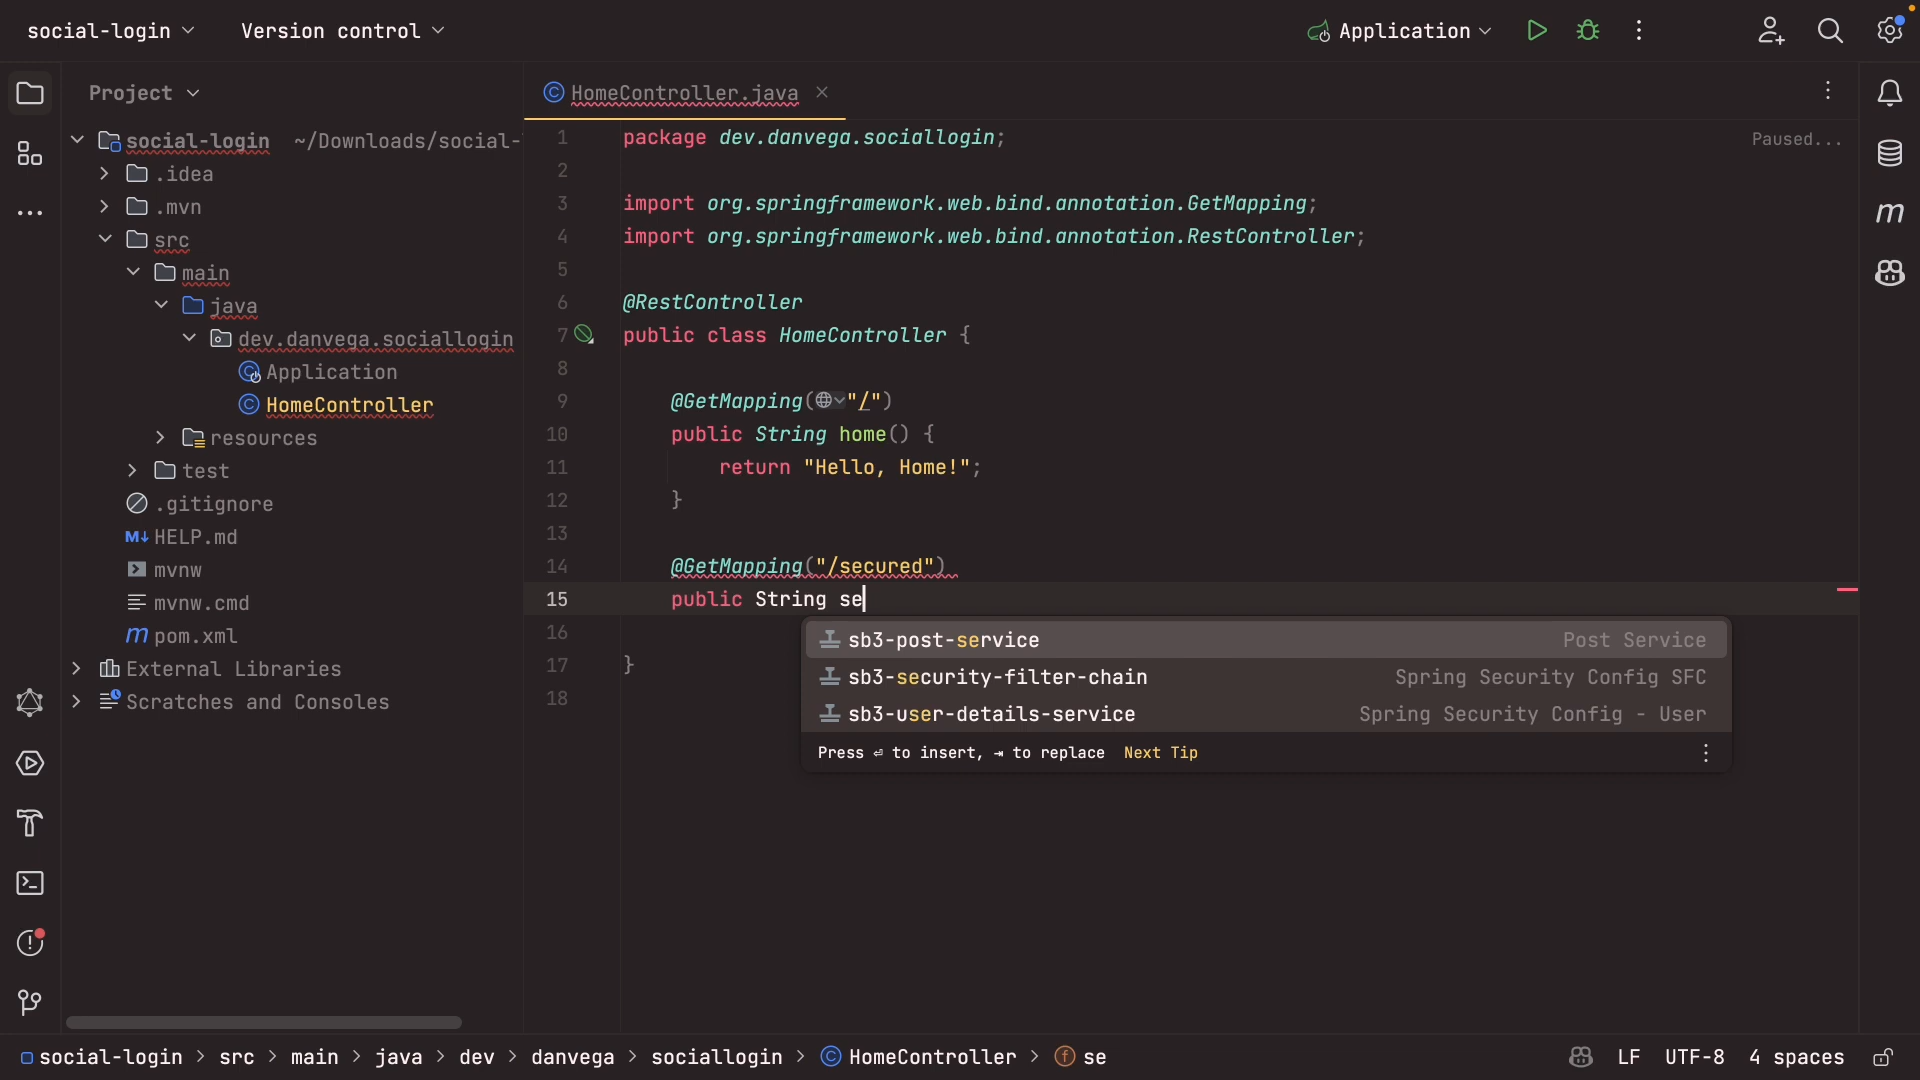 social-login Version control Application
Project HomeController.java
social-login ~/Downloads/social-
.idea
.mvn
src
main
java
dev.danvega.sociallogin
Application
HomeController
resources
test
.gitignore
M↓ HELP.md
mvnw
mvnw.cmd
m pom.xml
External Libraries
Scratches and Consoles
1 package dev.danvega.sociallogin; Paused...
2
3 import org.springframework.web.bind.annotation.GetMapping;
4 import org.springframework.web.bind.annotation.RestController;
5
6 @RestController
7 public class HomeController {
8
9 @GetMapping("/")
10 public String home() {
11 return "Hello, Home!";
12 }
13
14 @GetMapping("/secured")
15 public String se
16
17 }
18
sb3-post-service Post Service
sb3-security-filter-chain Spring Security Config SFC
sb3-user-details-service Spring Security Config - User
Press ⏎ to insert, ⇥ to replace Next Tip
m
social-login > src > main > java > dev > danvega > sociallogin > HomeController > se LF UTF-8 4 spaces